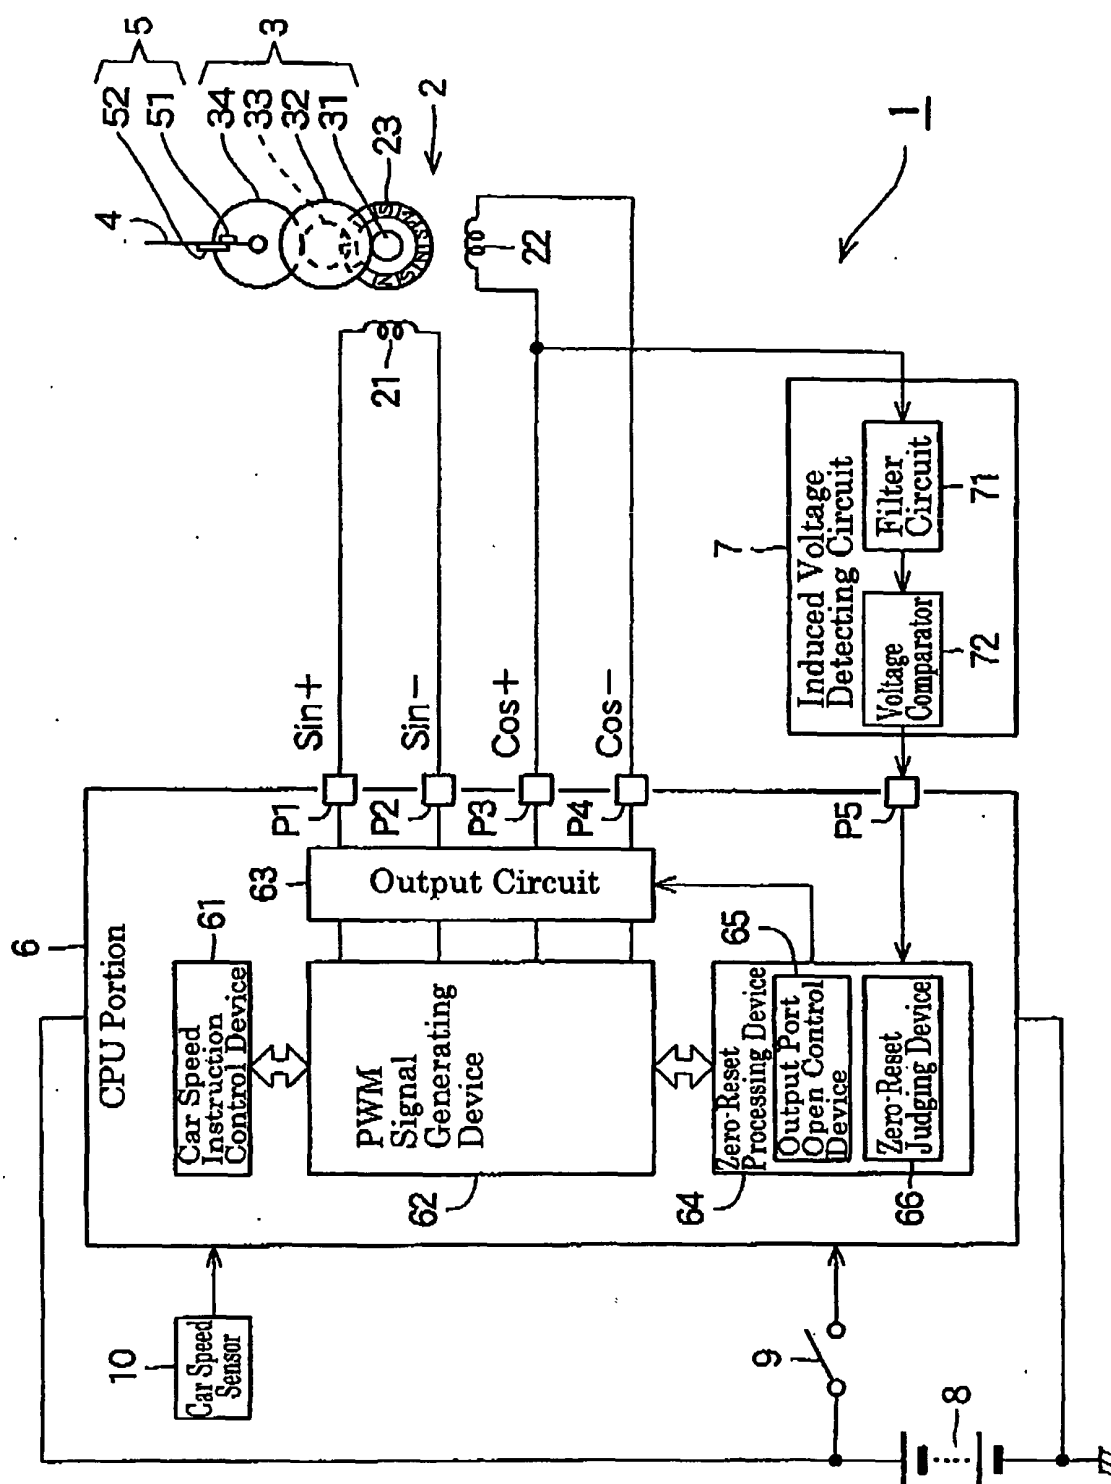 1
2
3
4
5
52
51
34
33
32
31
23
21
22
N
S
N
S
N
S
Sin+
Sin−
Cos+
Cos−
P1
P2
P3
P4
P5
6
CPU Portion
61
Car Speed
Instruction
Control Device
62
PWM
Signal
Generating
Device
63
Output Circuit
64
Zero-Reset
Processing Device
65
Output Port
Open Control
Device
66
Zero-Reset
Judging Device
7
Induced Voltage
Detecting Circuit
Filter
Circuit
71
Voltage
Comparator
72
8
9
10
Car Speed
Sensor